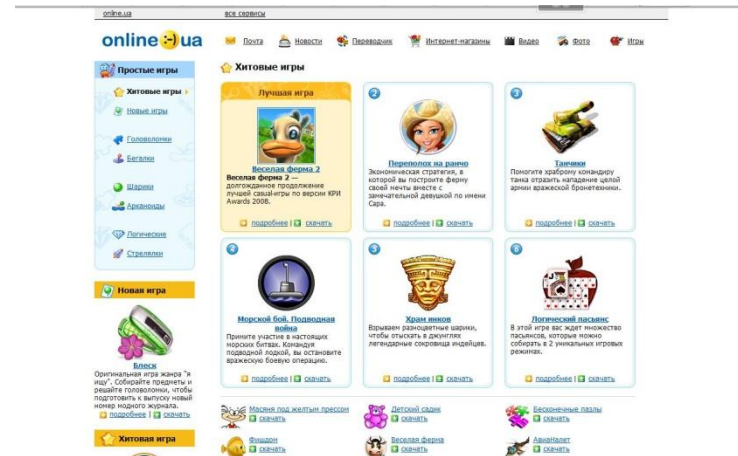 online.ua
все сервисы
online ua
Почта
Новости
Переводчик
Интернет-магазины
Видео
Фото
Игры
Простые игры
Хитовые игры
Новые игры
Головоломки
Бегалки
Шарики
Арканоиды
Логические
Стрелялки
Новая игра
Блеск
Оригинальная игра жанра "я
ищу". Собирайте предметы и
решайте головоломки, чтобы
подготовить к выпуску новый
номер модного журнала.
подробнее | скачать
Хитовая игра
Хитовые игры
Лучшая игра
Веселая ферма 2
Веселая ферма 2 —
долгожданное продолжение
лучшей casual-игры по версии КРИ
Awards 2008.
подробнее | скачать
2
Переполох на ранчо
Экономическая стратегия, в
которой вы построите ферму
своей мечты вместе с
замечательной девушкой по имени
Сара.
подробнее | скачать
3
Танчики
Помогите храброму командиру
танка отразить нападение целой
армии вражеской бронетехники.
подробнее | скачать
4
Морской бой. Подводная
война
Примите участие в настоящих
морских битвах. Командуя
подводной лодкой, вы остановите
вражескую боевую операцию.
подробнее | скачать
5
Храм инков
Взрываем разноцветные шарики,
чтобы отыскать в джунглях
легендарные сокровища индейцев.
подробнее | скачать
6
Логический пасьянс
В этой игре вас ждет множество
пасьянсов, которые можно
собирать в 2 уникальных игровых
режимах.
подробнее | скачать
Масяня под желтым прессом
скачать
Детский садик
скачать
Бесконечные пазлы
скачать
Фишдом
скачать
Веселая ферма
скачать
АвиаНалет
скачать